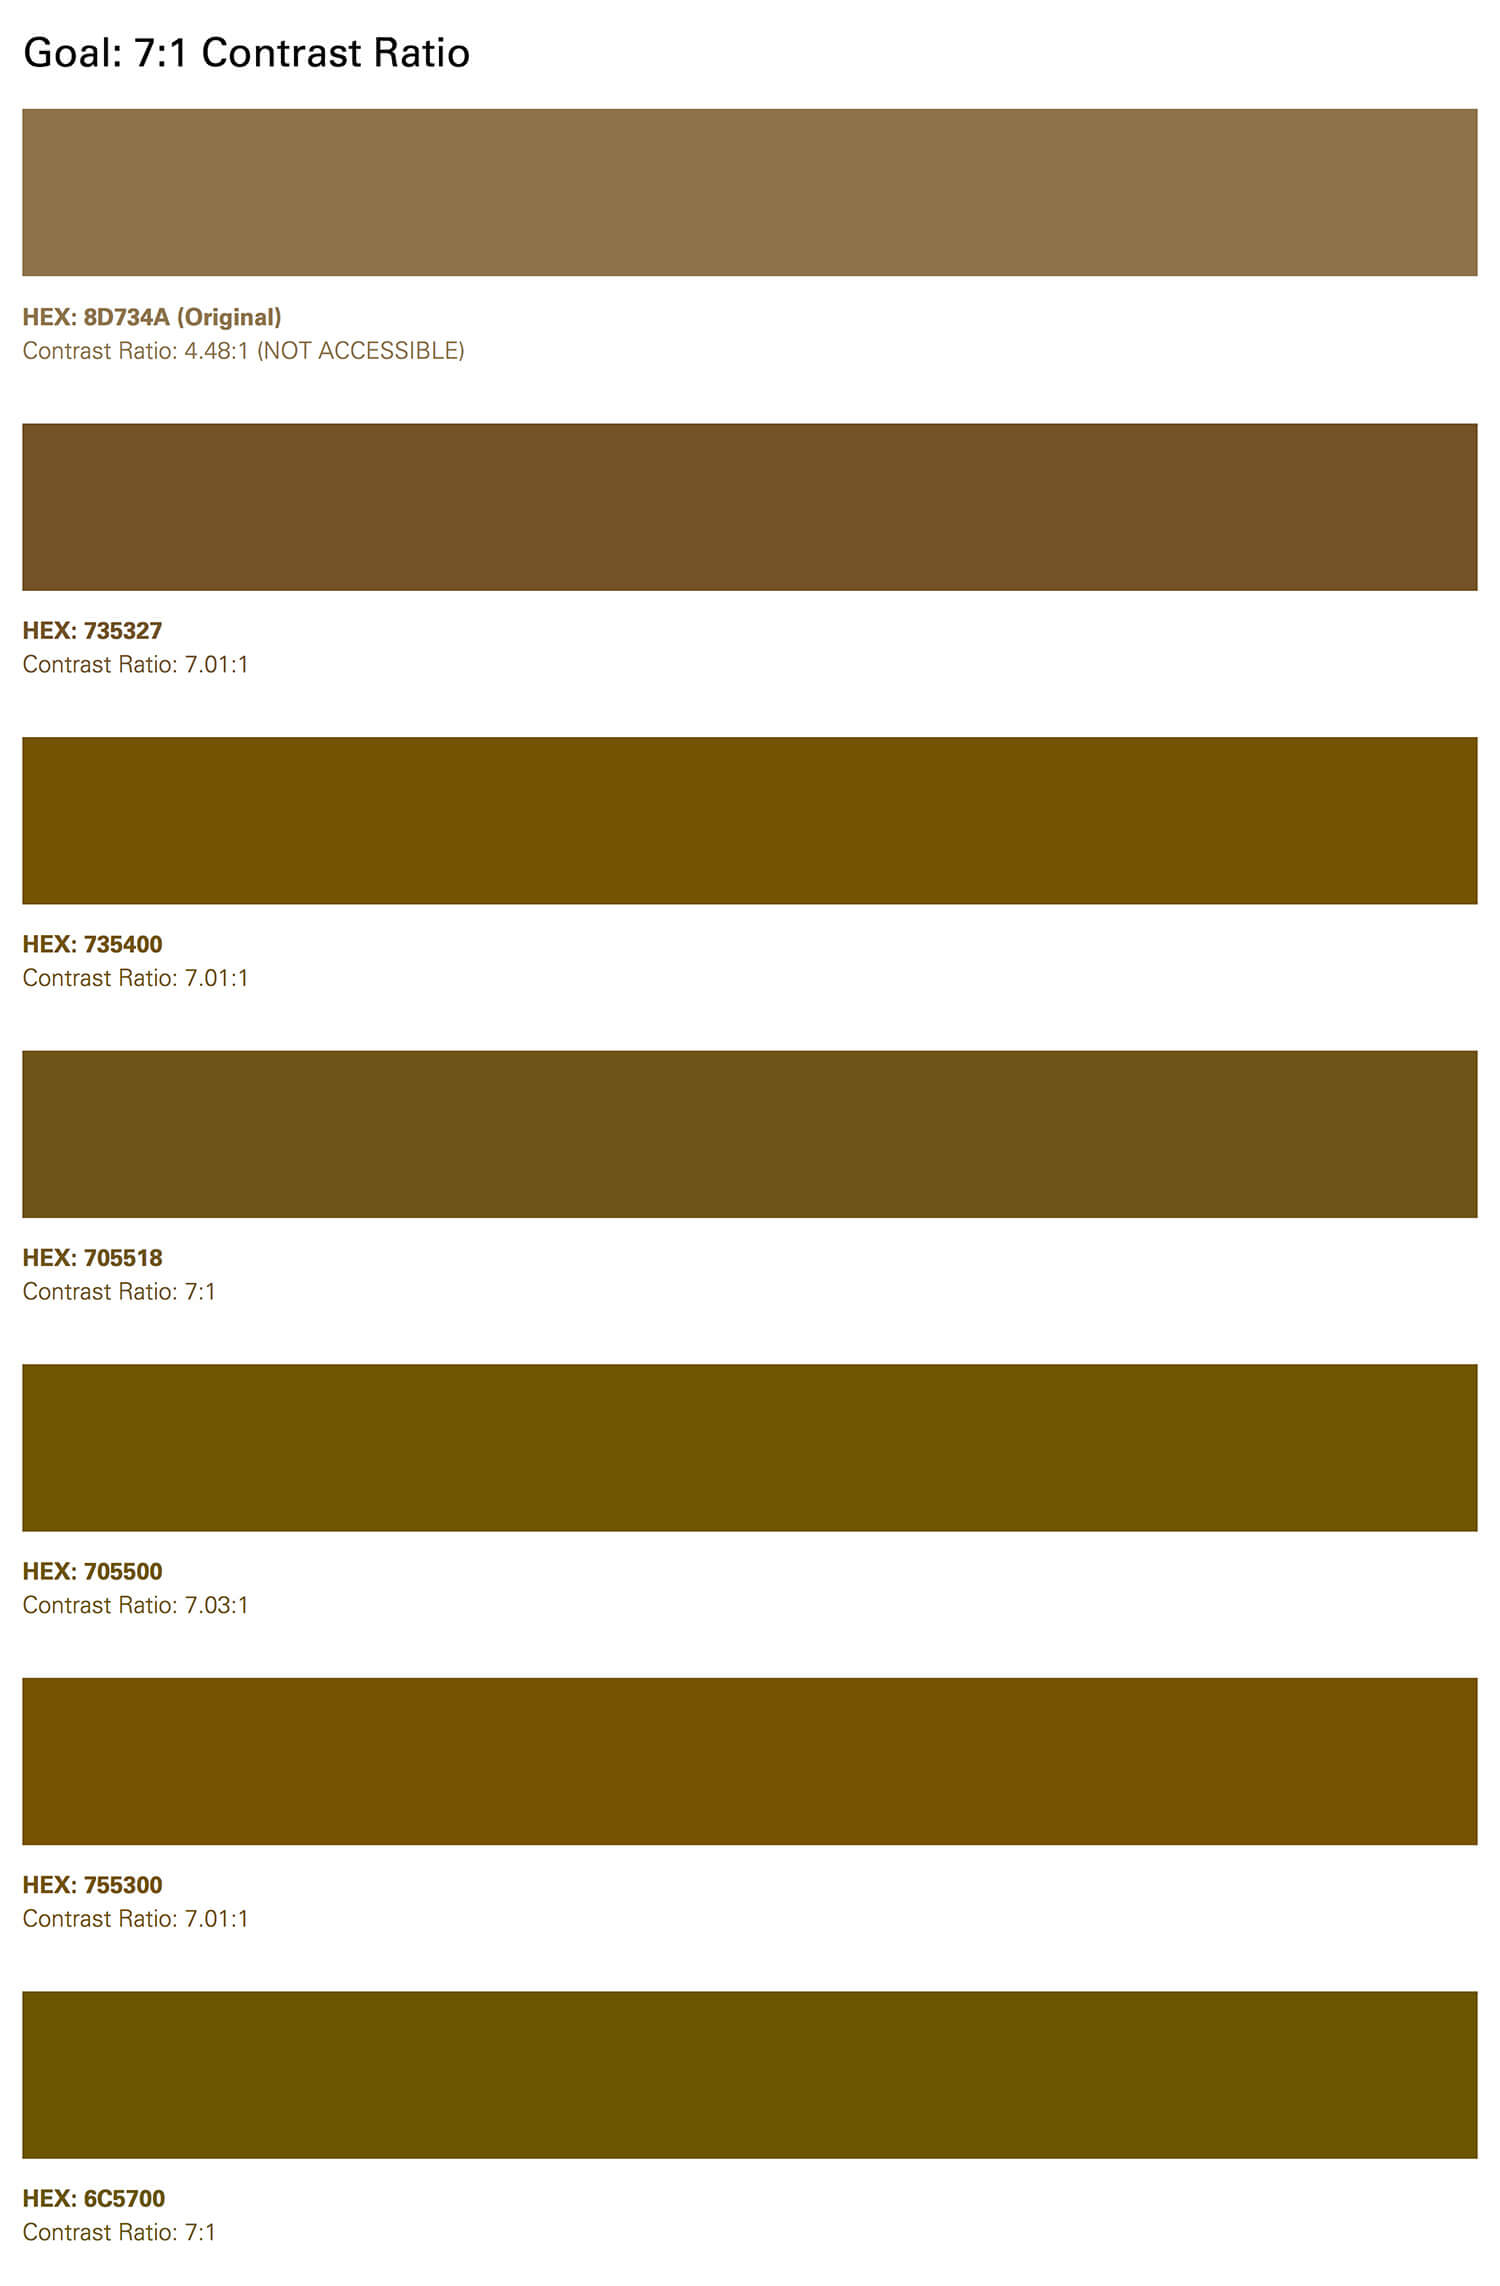 Goal: 7:1 Contrast Ratio
HEX: 8D734A (Original)
Contrast Ratio: 4.48:1 (NOT ACCESSIBLE)
HEX: 735327
Contrast Ratio: 7.01:1
HEX: 735400
Contrast Ratio: 7.01:1
HEX: 705518
Contrast Ratio: 7:1
HEX: 705500
Contrast Ratio: 7.03:1
HEX: 755300
Contrast Ratio: 7.01:1
HEX: 6C5700
Contrast Ratio: 7:1